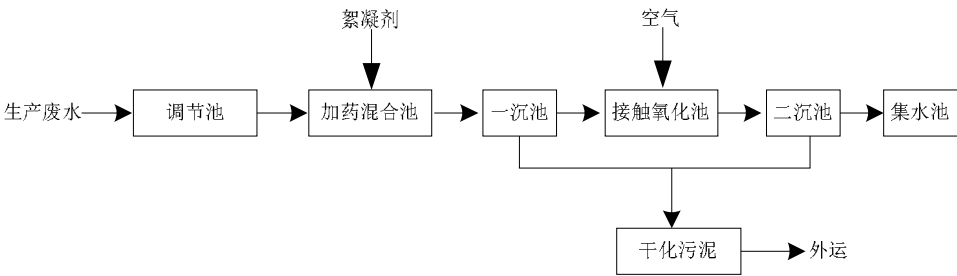 絮凝剂
空气
生产废水
调节池
加药混合池
一沉池
接触氧化池
二沉池
集水池
干化污泥
外运